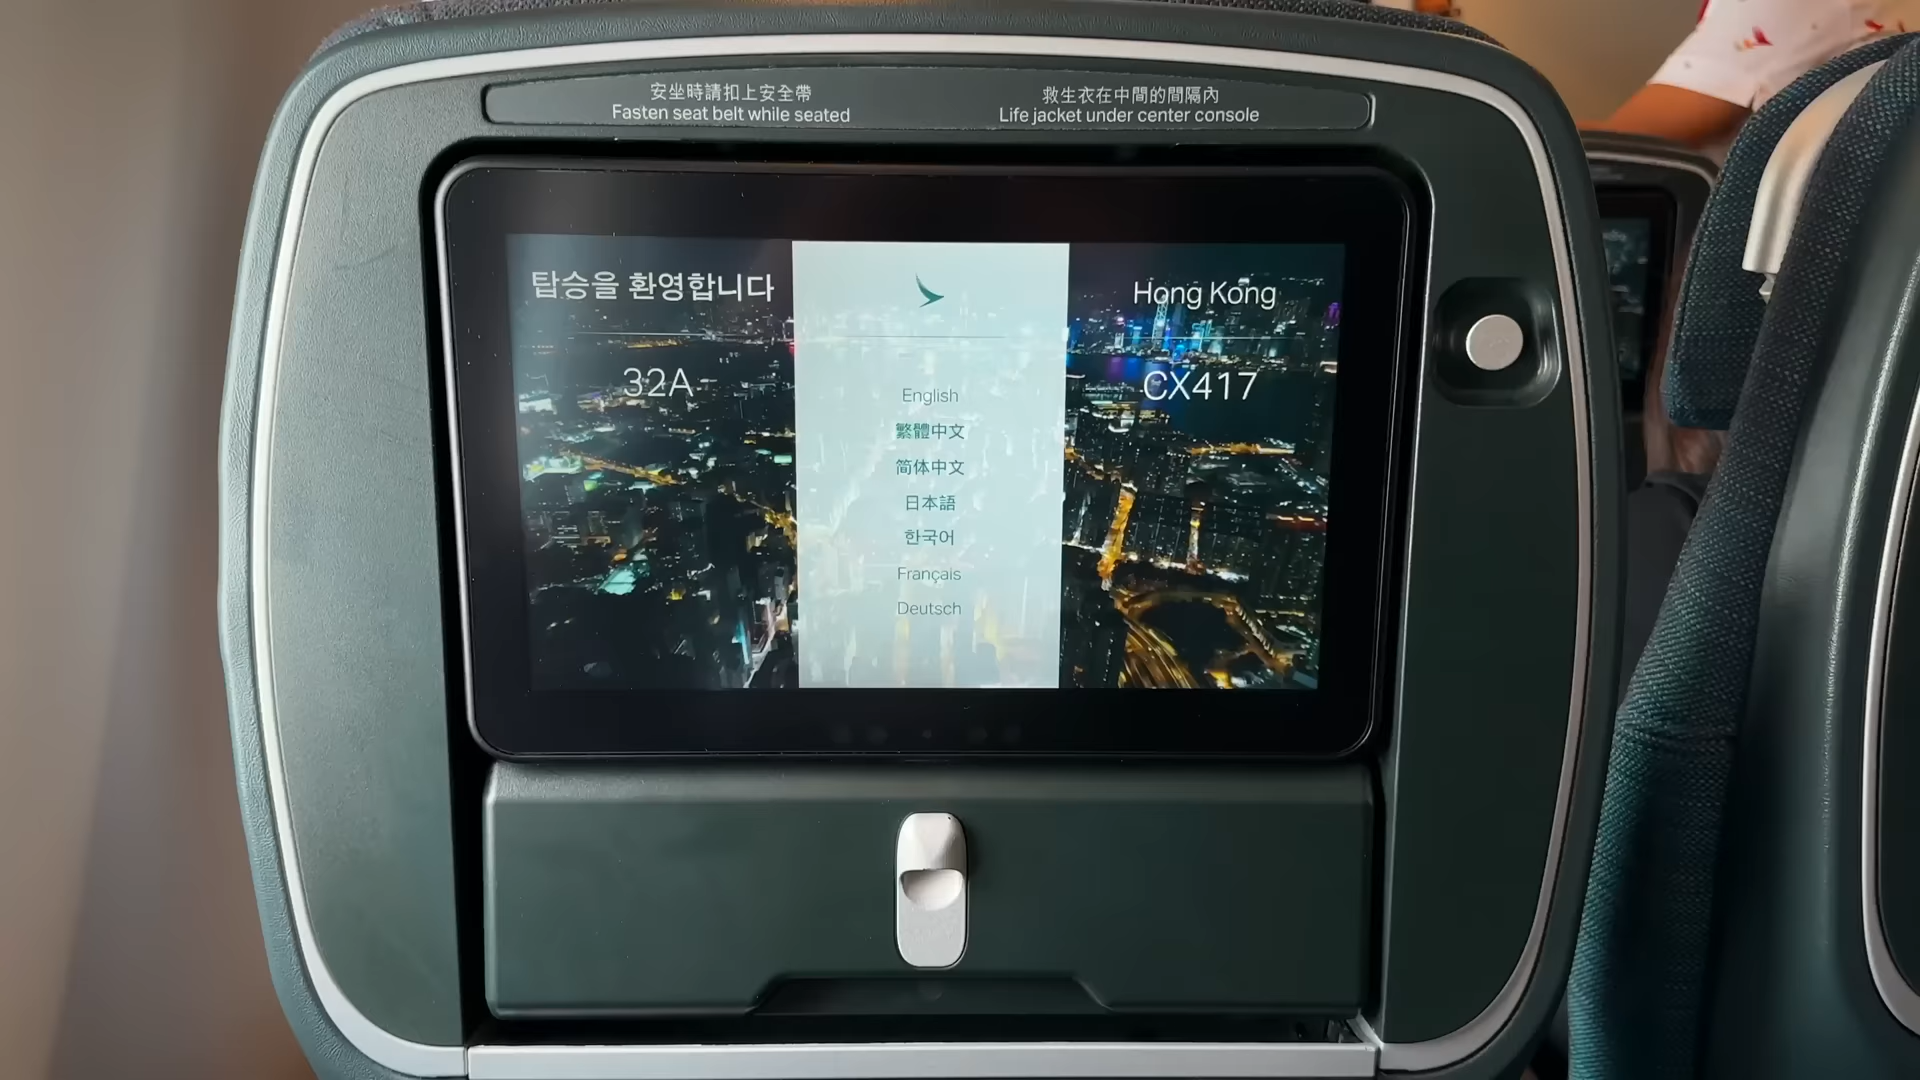 安坐時請扣上安全帶
Fasten seat belt while seated
救生衣在中間的間隔內
Life jacket under center console
탑승을 환영합니다
32A
English
繁體中文
简体中文
日本語
한국어
Français
Deutsch
Hong Kong
CX417